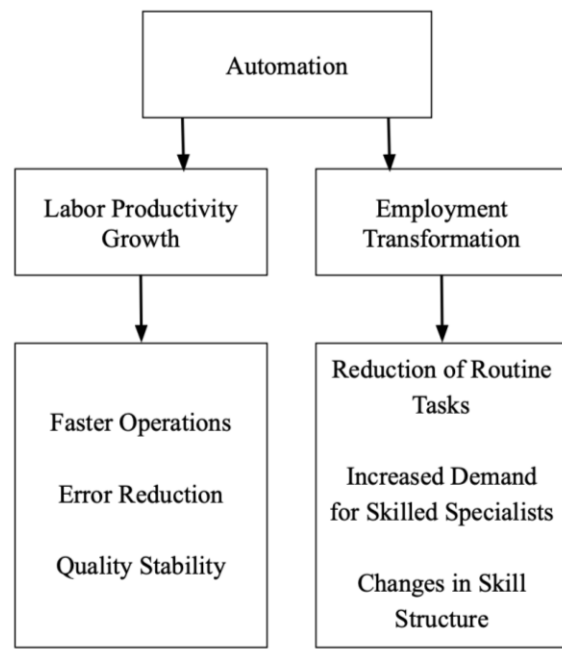 Automation
Labor Productivity
Growth
Employment
Transformation
Faster Operations
Error Reduction
Quality Stability
Reduction of Routine
Tasks
Increased Demand
for Skilled Specialists
Changes in Skill
Structure